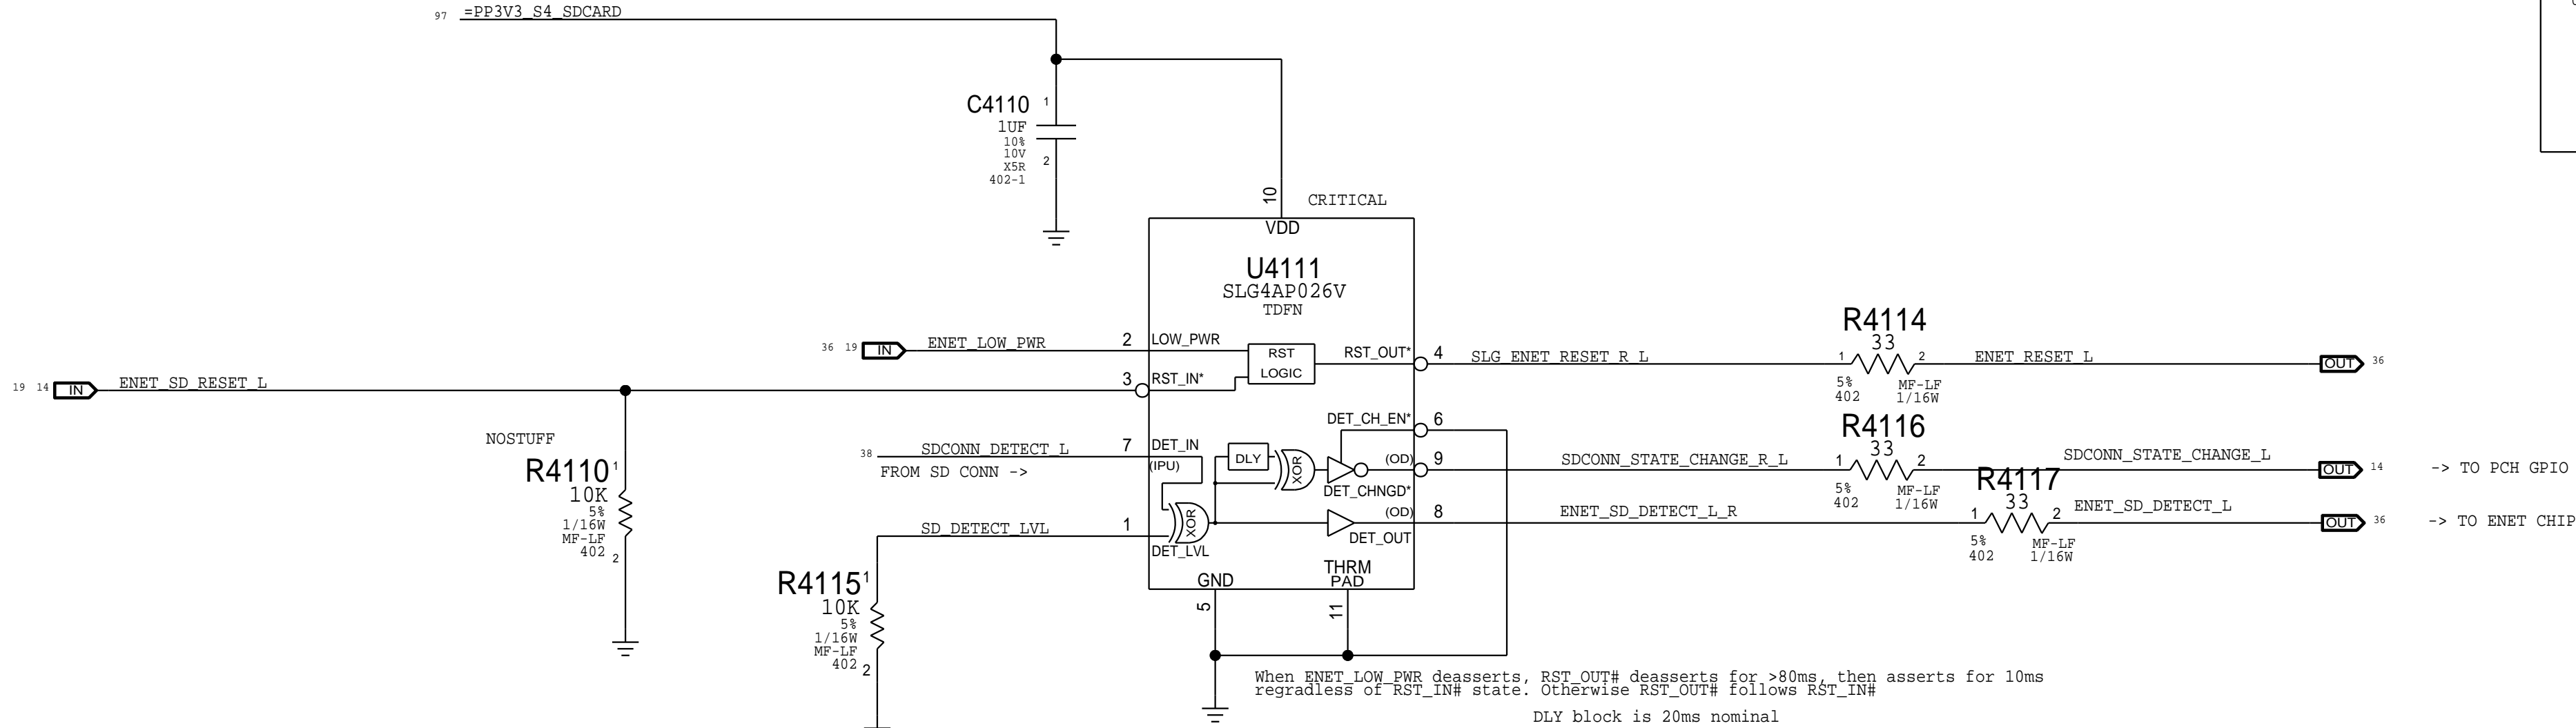 97 =PP3V3_S4_SDCARD
C4110 1
1UF
10%
10V
X5R 2
402-1
10 CRITICAL
VDD
U4111
SLG4AP026V
TDFN
36 19 IN ENET_LOW_PWR 2 LOW_PWR
RST LOGIC
RST_OUT* 4 SLG_ENET_RESET_R_L
R4114
33
1 2
5% MF-LF
402 1/16W
ENET_RESET_L OUT 36
19 14 IN ENET_SD_RESET_L 3 RST_IN*
NOSTUFF
R4110 1
10K
5%
1/16W
MF-LF
402 2
DET_CH_EN* 6
38 SDCONN_DETECT_L 7 DET_IN
(IPU)
FROM SD CONN ->
DLY
XOR
(OD) 9 SDCONN_STATE_CHANGE_R_L
DET_CHNGD*
R4116
33
1 2
5% MF-LF
402 1/16W
SDCONN_STATE_CHANGE_L OUT 14 -> TO PCH GPIO
XOR
SD_DETECT_LVL 1
DET_LVL
(OD) 8 ENET_SD_DETECT_L_R
DET_OUT
R4117
33
1 2
5% MF-LF
402 1/16W
ENET_SD_DETECT_L OUT 36 -> TO ENET CHIP
R4115 1
10K
5%
1/16W
MF-LF
402 2
GND THRM
PAD
5 11
When ENET_LOW_PWR deasserts, RST_OUT# deasserts for >80ms, then asserts for 10ms
regradless of RST_IN# state. Otherwise RST_OUT# follows RST_IN#
DLY block is 20ms nominal